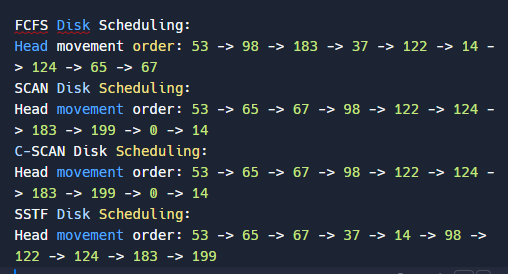 FCFS Disk Scheduling:
Head movement order: 53 -> 98 -> 183 -> 37 -> 122 -> 14 -
> 124 -> 65 -> 67
SCAN Disk Scheduling:
Head movement order: 53 -> 65 -> 67 -> 98 -> 122 -> 124 -
> 183 -> 199 -> 0 -> 14
C-SCAN Disk Scheduling:
Head movement order: 53 -> 65 -> 67 -> 98 -> 122 -> 124 -
> 183 -> 199 -> 0 -> 14
SSTF Disk Scheduling:
Head movement order: 53 -> 65 -> 67 -> 37 -> 14 -> 98 ->
122 -> 124 -> 183 -> 199